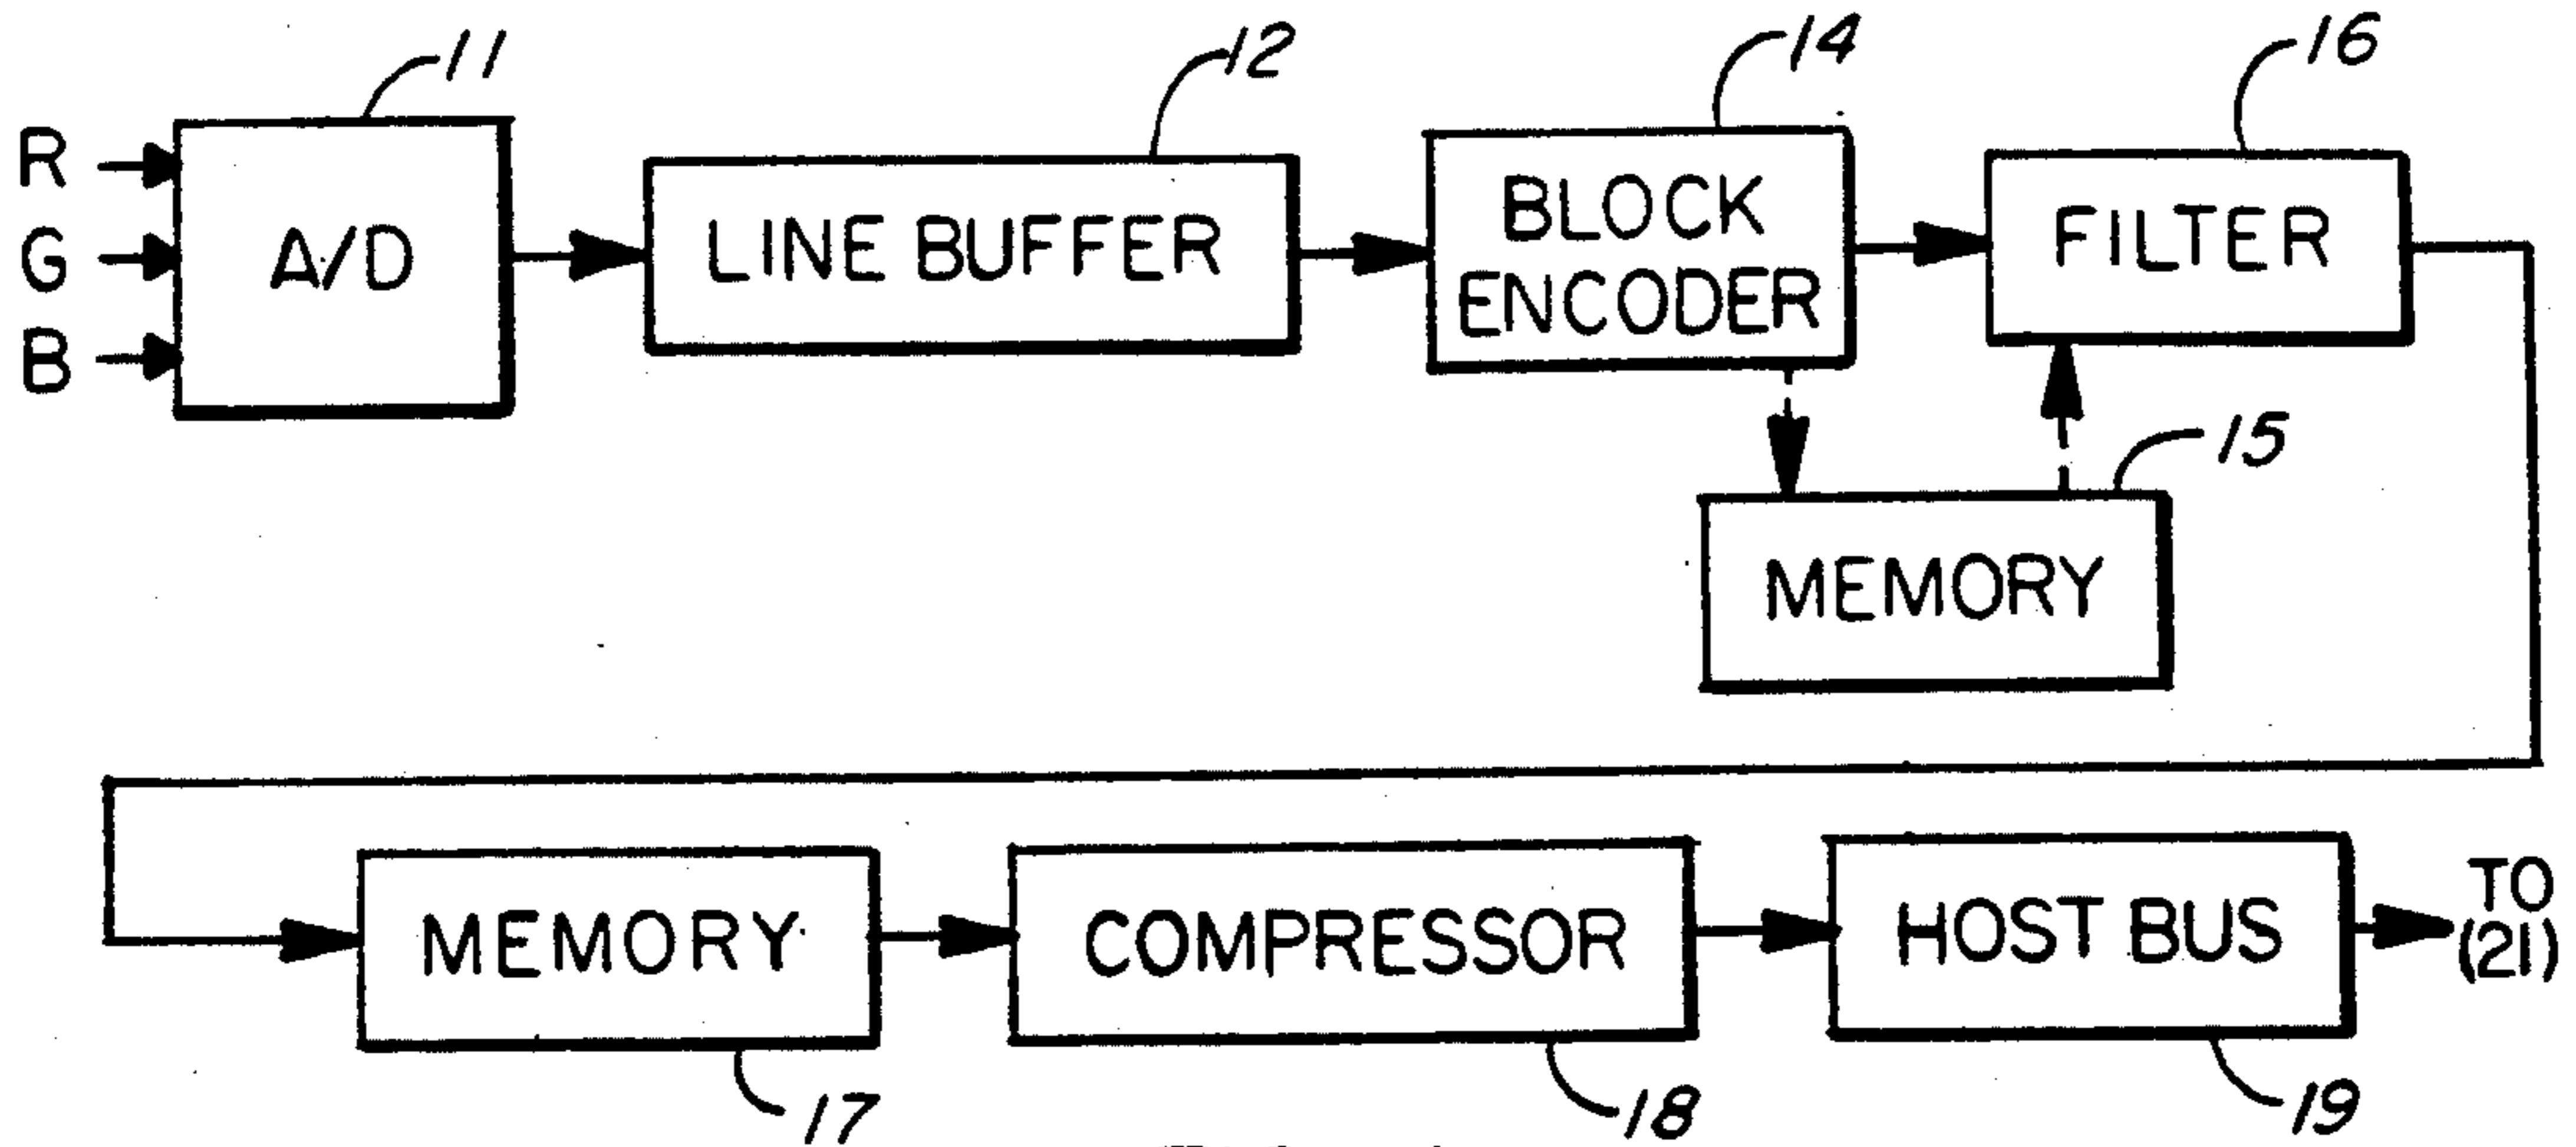 11
12
14
16
R
G
B
A/D
LINE BUFFER
BLOCK
ENCODER
FILTER
15
MEMORY
MEMORY
COMPRESSOR
HOST BUS
TO
(21)
17
18
19